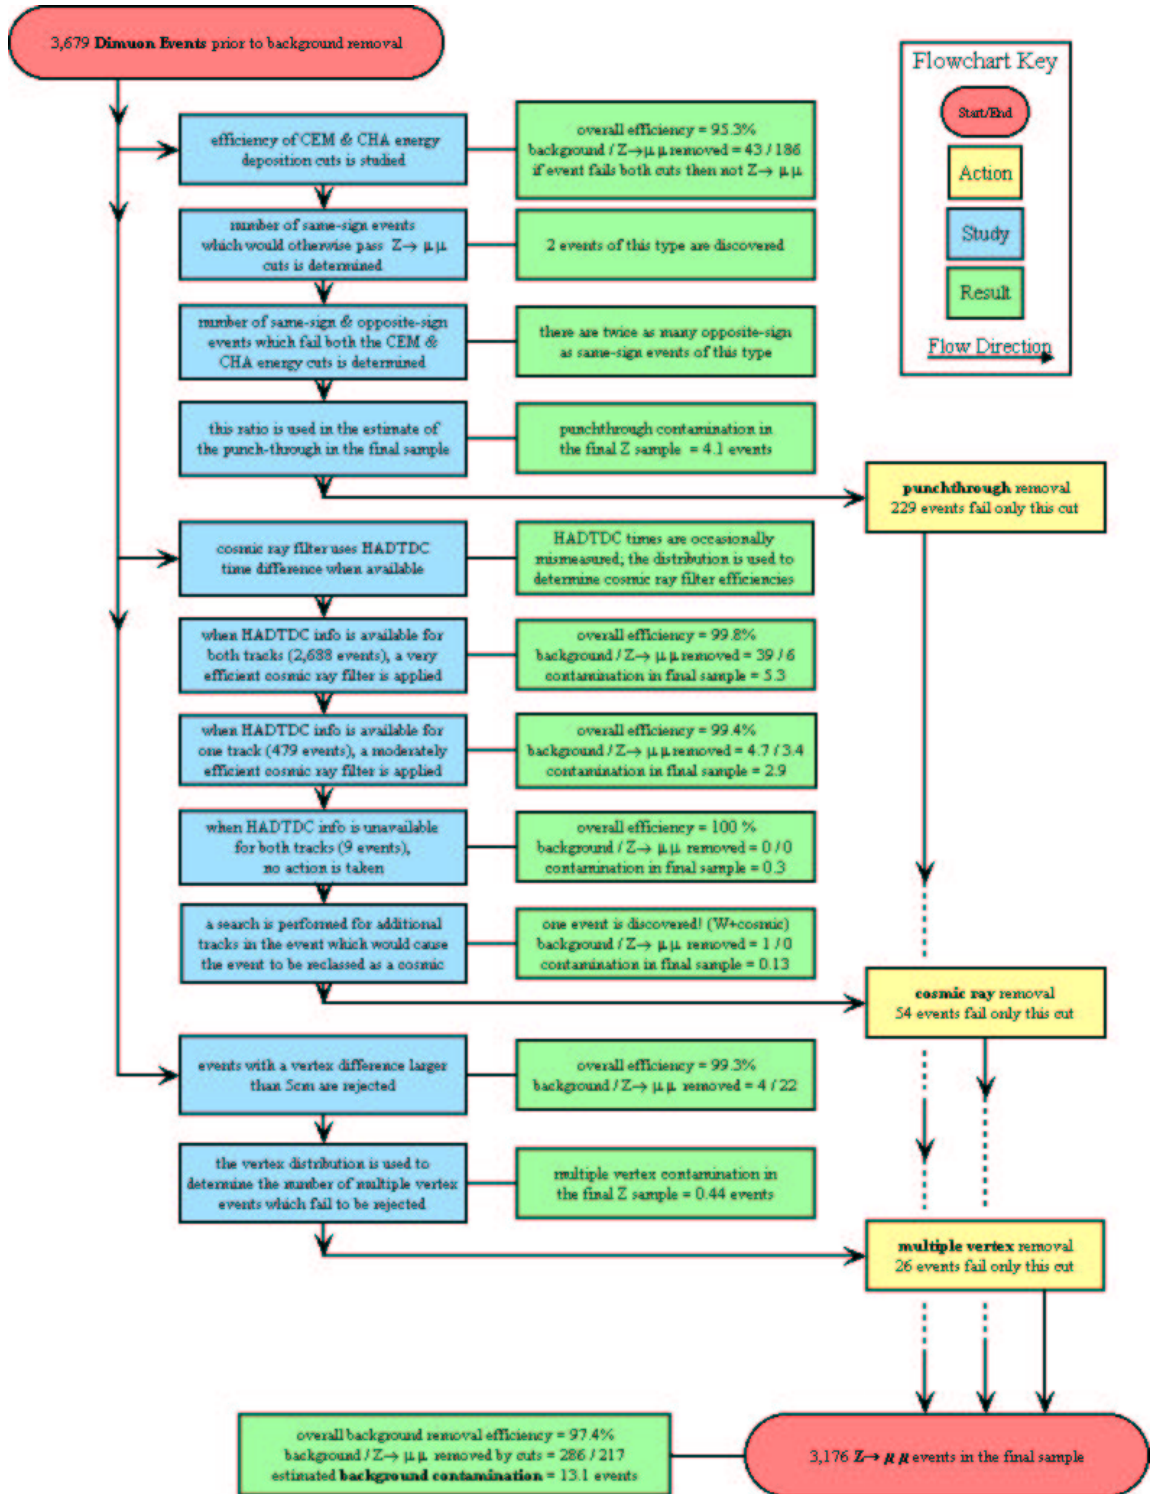 3,679 Dimuon Events prior to background removal
Flowchart Key
Start/End
Action
Study
Result
Flow Direction
efficiency of CEM & CHA energy
deposition cuts is studied
overall efficiency = 95.3%
background / Z→μμ removed = 43 / 186
if event fails both cuts then not Z→ μμ
number of same-sign events
which would otherwise pass Z→ μμ
cuts is determined
2 events of this type are discovered
number of same-sign & opposite-sign
events which fail both the CEM &
CHA energy cuts is determined
there are twice as many opposite-sign
as same-sign events of this type
this ratio is used in the estimate of
the punch-through in the final sample
punchthrough contamination in
the final Z sample = 4.1 events
punchthrough removal
229 events fail only this cut
cosmic ray filter uses HADTDC
time difference when available
HADTDC times are occasionally
mismeasured; the distribution is used to
determine cosmic ray filter efficiencies
when HADTDC info is available for
both tracks (2,688 events), a very
efficient cosmic ray filter is applied
overall efficiency = 99.8%
background / Z→ μμ removed = 39 / 6
contamination in final sample = 5.3
when HADTDC info is available for
one track (479 events), a moderately
efficient cosmic ray filter is applied
overall efficiency = 99.4%
background / Z→ μμ removed = 4.7 / 3.4
contamination in final sample = 2.9
when HADTDC info is unavailable
for both tracks (9 events),
no action is taken
overall efficiency = 100 %
background / Z→ μμ removed = 0 / 0
contamination in final sample = 0.3
a search is performed for additional
tracks in the event which would cause
the event to be reclassed as a cosmic
one event is discovered! (W+cosmic)
background / Z→ μμ removed = 1 / 0
contamination in final sample = 0.13
cosmic ray removal
54 events fail only this cut
events with a vertex difference larger
than 5cm are rejected
overall efficiency = 99.3%
background / Z→ μμ removed = 4 / 22
the vertex distribution is used to
determine the number of multiple vertex
events which fail to be rejected
multiple vertex contamination in
the final Z sample = 0.44 events
multiple vertex removal
26 events fail only this cut
overall background removal efficiency = 97.4%
background / Z→ μμ removed by cuts = 286 / 217
estimated background contamination = 13.1 events
3,176 Z→ μμ events in the final sample